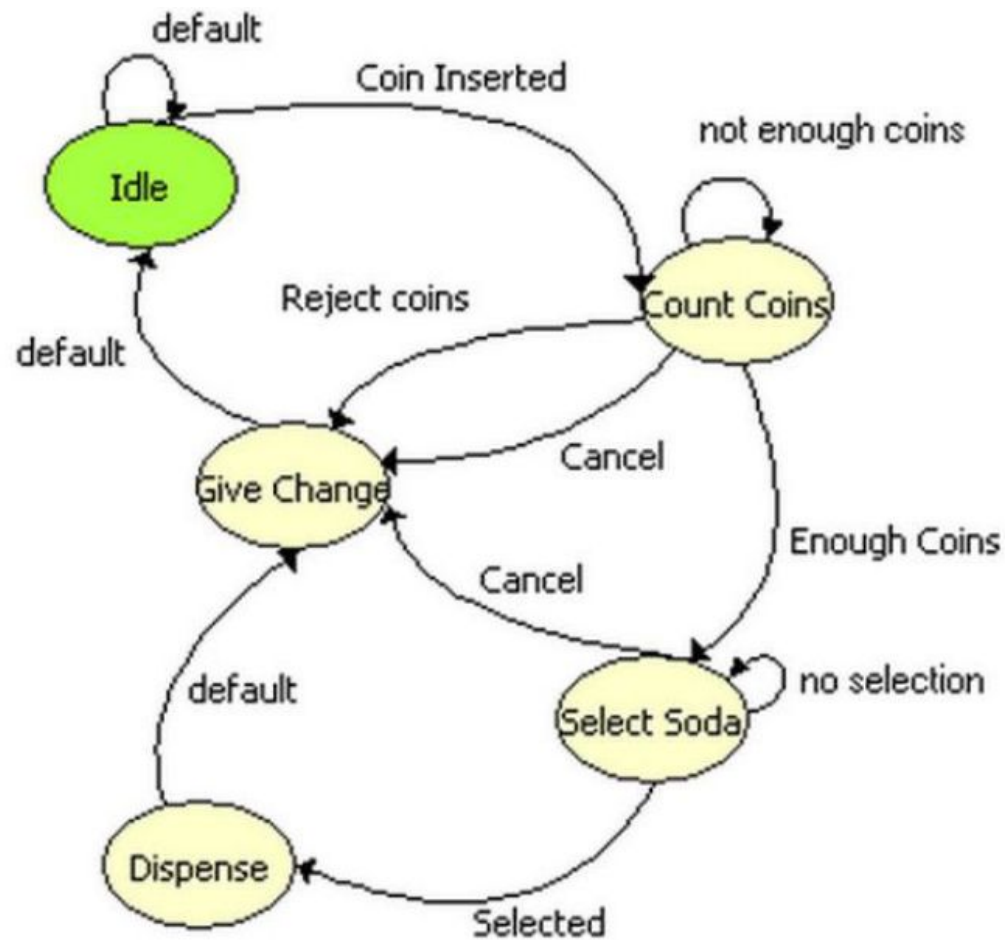 default
Coin Inserted
not enough coins
Idle
Reject coins
Count Coins
default
Cancel
Give Change
Enough Coins
Cancel
default
no selection
Select Soda
Dispense
Selected